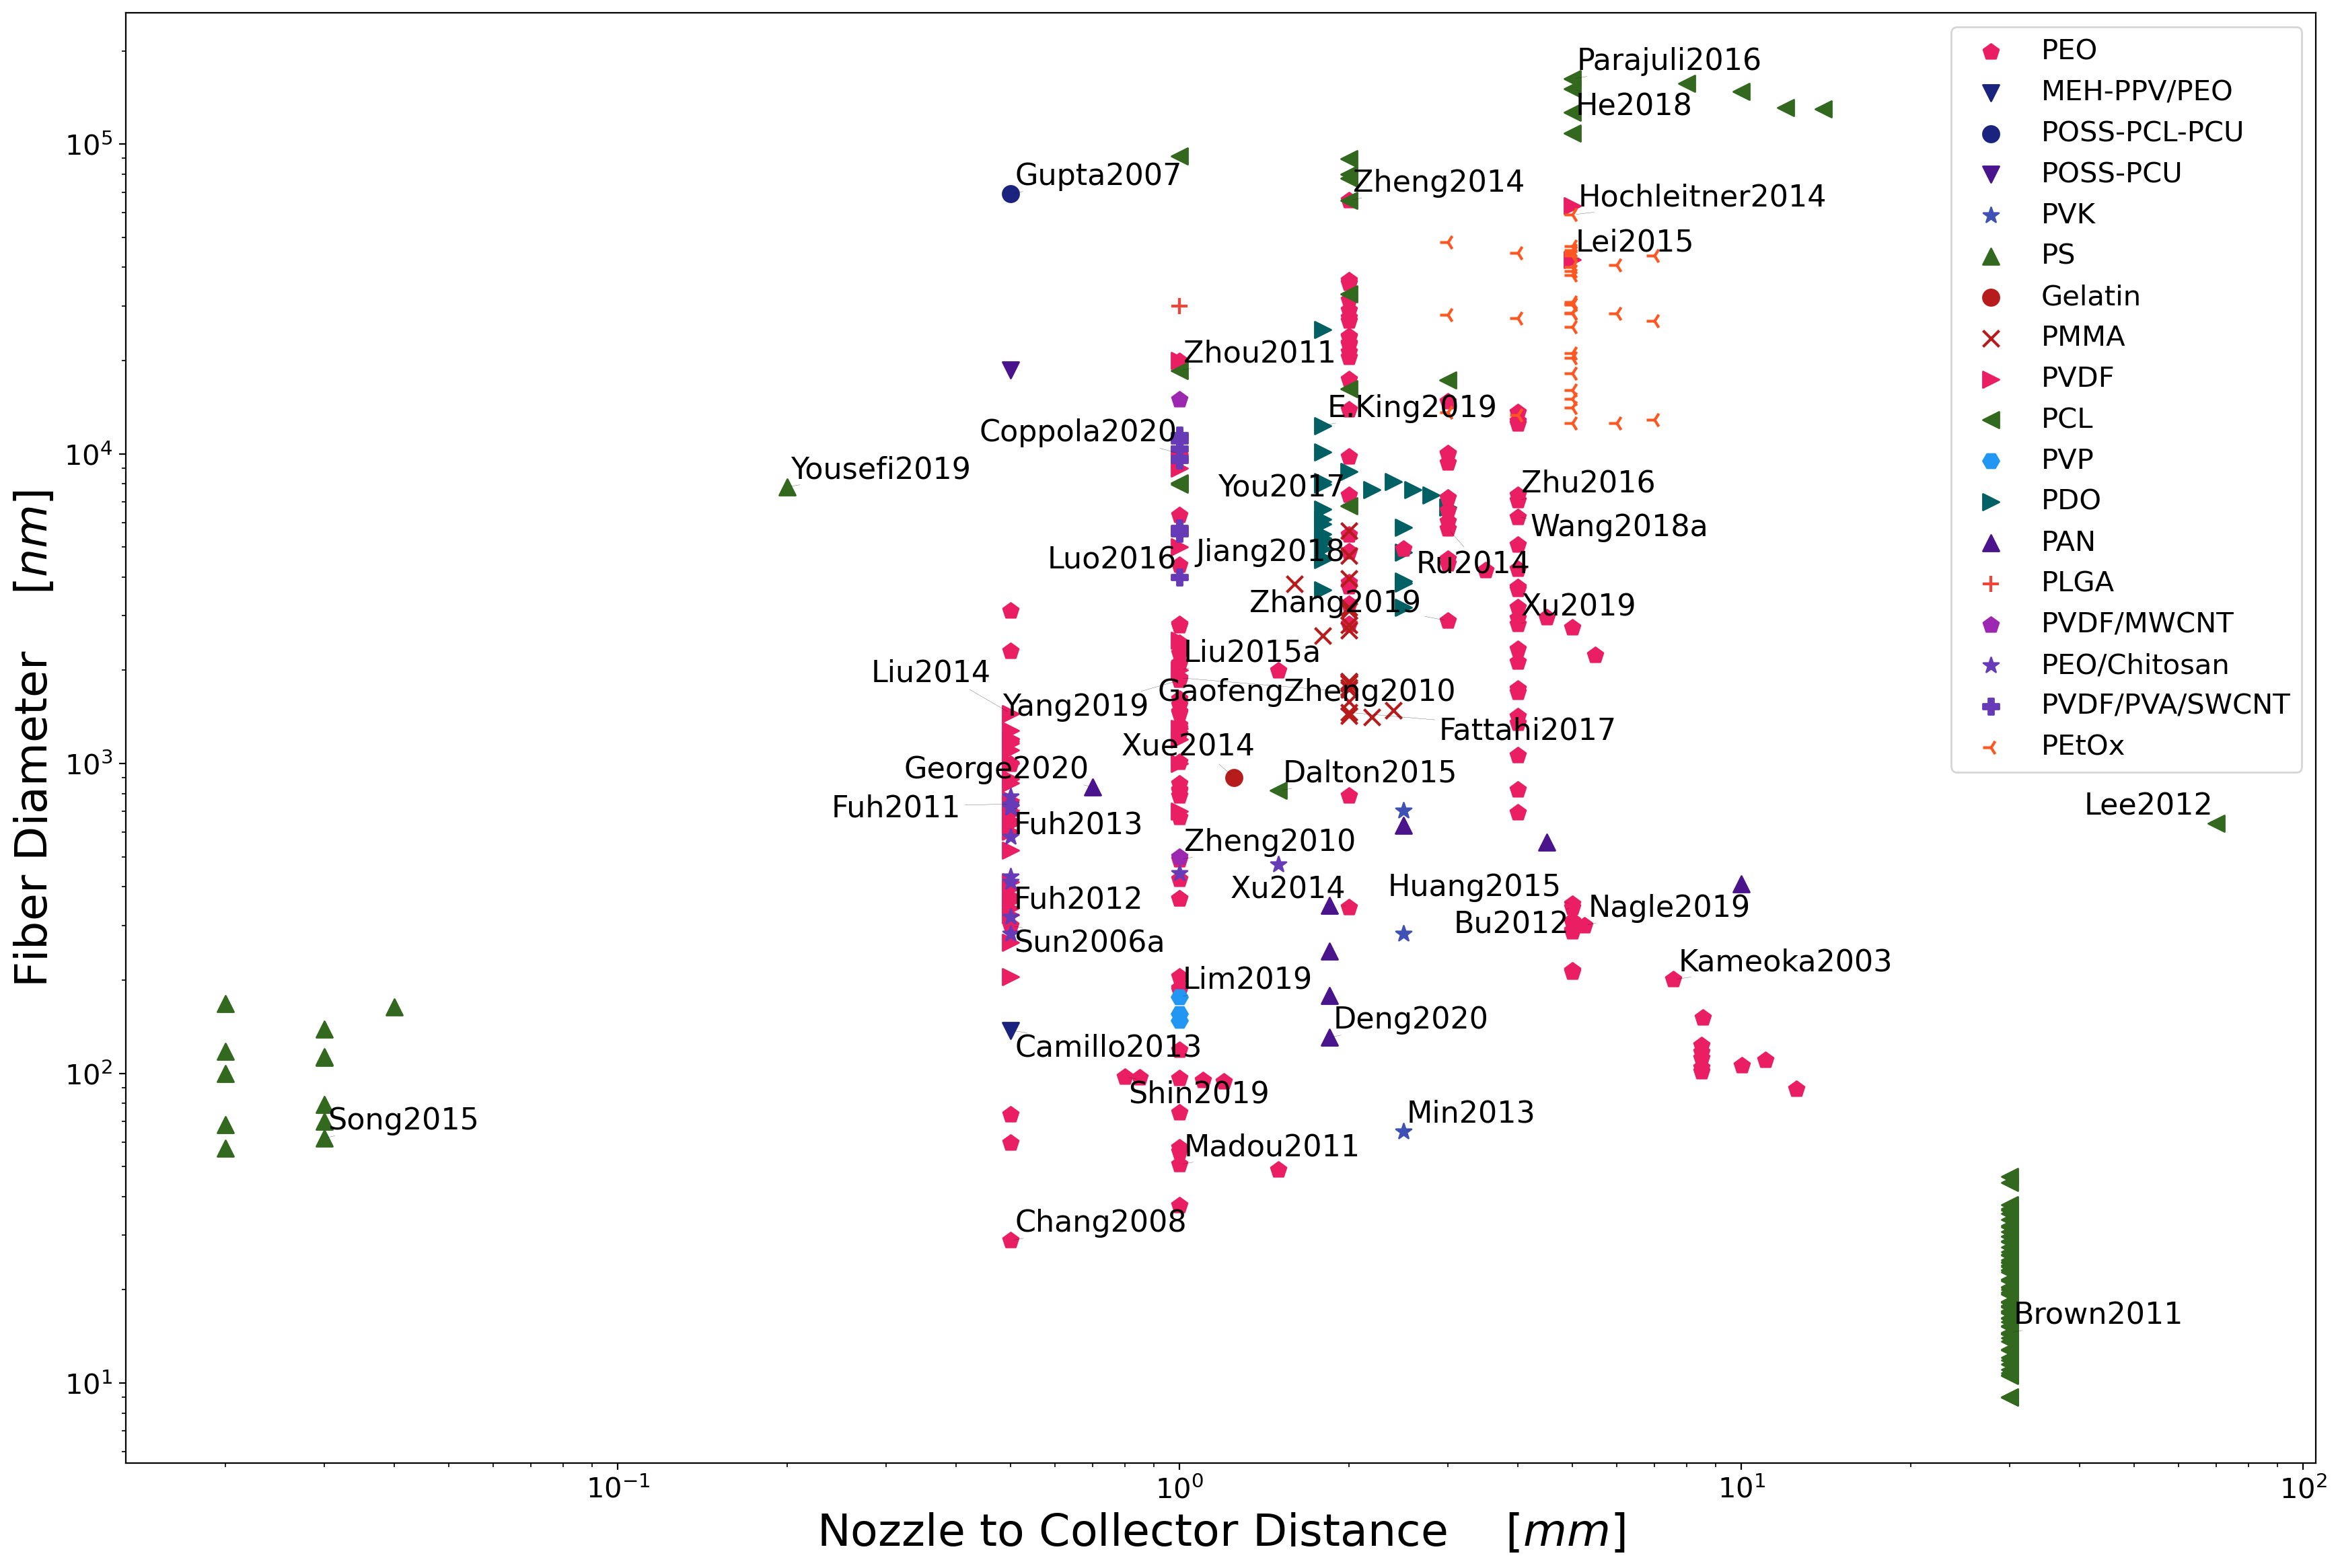 Parajuli2016
He2018
Gupta2007
Zheng2014
Hochleitner2014
Lei2015
Zhou2011
E.King2019
Coppola2020
Yousefi2019
You2017
Zhu2016
Wang2018a
Luo2016
Jiang2018
Ru2014
Zhang2019
Xu2019
Liu2014
Liu2015a
Yang2019
GaofengZheng2010
Fattahi2017
Xue2014
George2020
Dalton2015
Fuh2011
Fuh2013
Lee2012
Zheng2010
Xu2014
Huang2015
Fuh2012
Bu2012
Nagle2019
Sun2006a
Kameoka2003
Lim2019
Deng2020
Camillo2013
Shin2019
Song2015
Min2013
Madou2011
Chang2008
Brown2011
PEO
MEH-PPV/PEO
POSS-PCL-PCU
POSS-PCU
PVK
PS
Gelatin
PMMA
PVDF
PCL
PVP
PDO
PAN
PLGA
PVDF/MWCNT
PEO/Chitosan
PVDF/PVA/SWCNT
PEtOx
10⁵
10⁴
10³
10²
10¹
Fiber Diameter [nm]
10⁻¹
10⁰
10¹
10²
Nozzle to Collector Distance [mm]